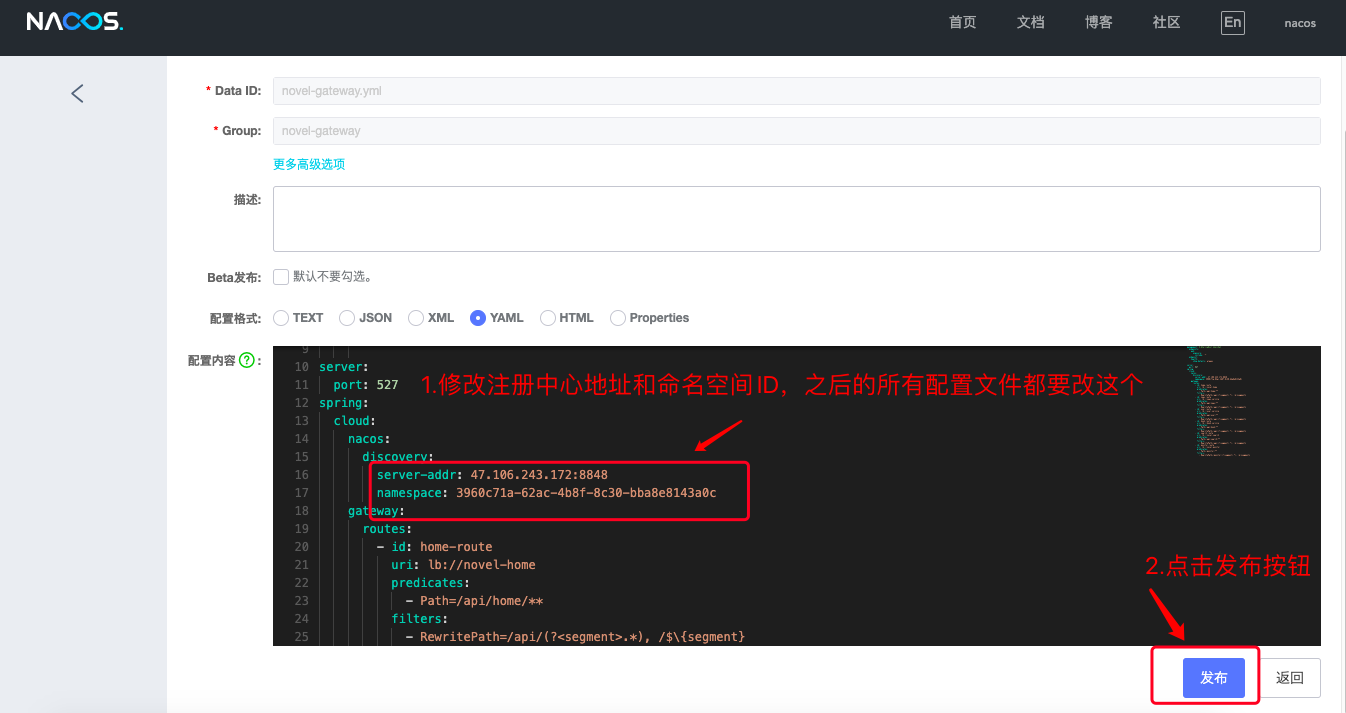 NACOS.
首页 文档 博客 社区 En nacos
* Data ID: novel-gateway.yml
* Group: novel-gateway
更多高级选项
描述:
Beta发布: 默认不要勾选。
配置格式: TEXT JSON XML YAML HTML Properties
配置内容 ? :
9
10 server:
11 port: 527
1.修改注册中心地址和命名空间ID，之后的所有配置文件都要改这个
12 spring:
13 cloud:
14 nacos:
15 discovery:
16 server-addr: 47.106.243.172:8848
17 namespace: 3960c71a-62ac-4b8f-8c30-bba8e8143a0c
18 gateway:
19 routes:
20 - id: home-route
21 uri: lb://novel-home
22 predicates:
23 - Path=/api/home/**
24 filters:
25 - RewritePath=/api/(?<segment>.*), /$\{segment}
2.点击发布按钮
发布 返回